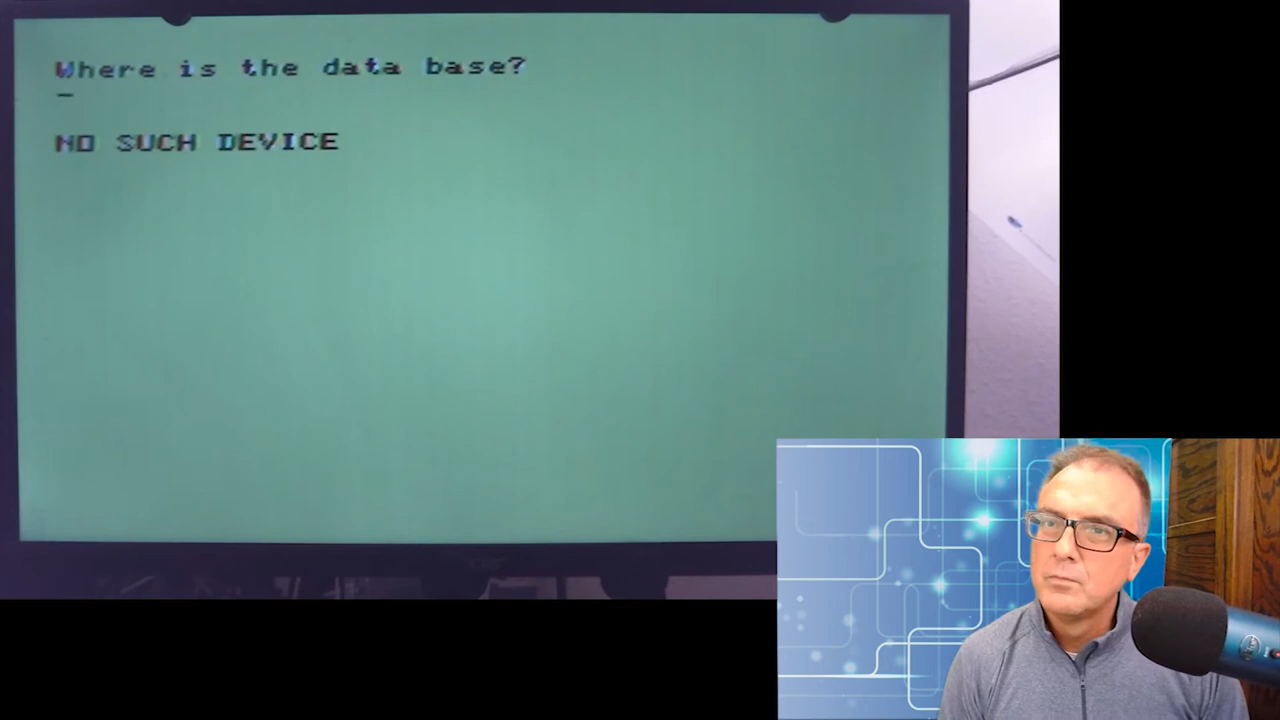 Where is the data base?
NO SUCH DEVICE